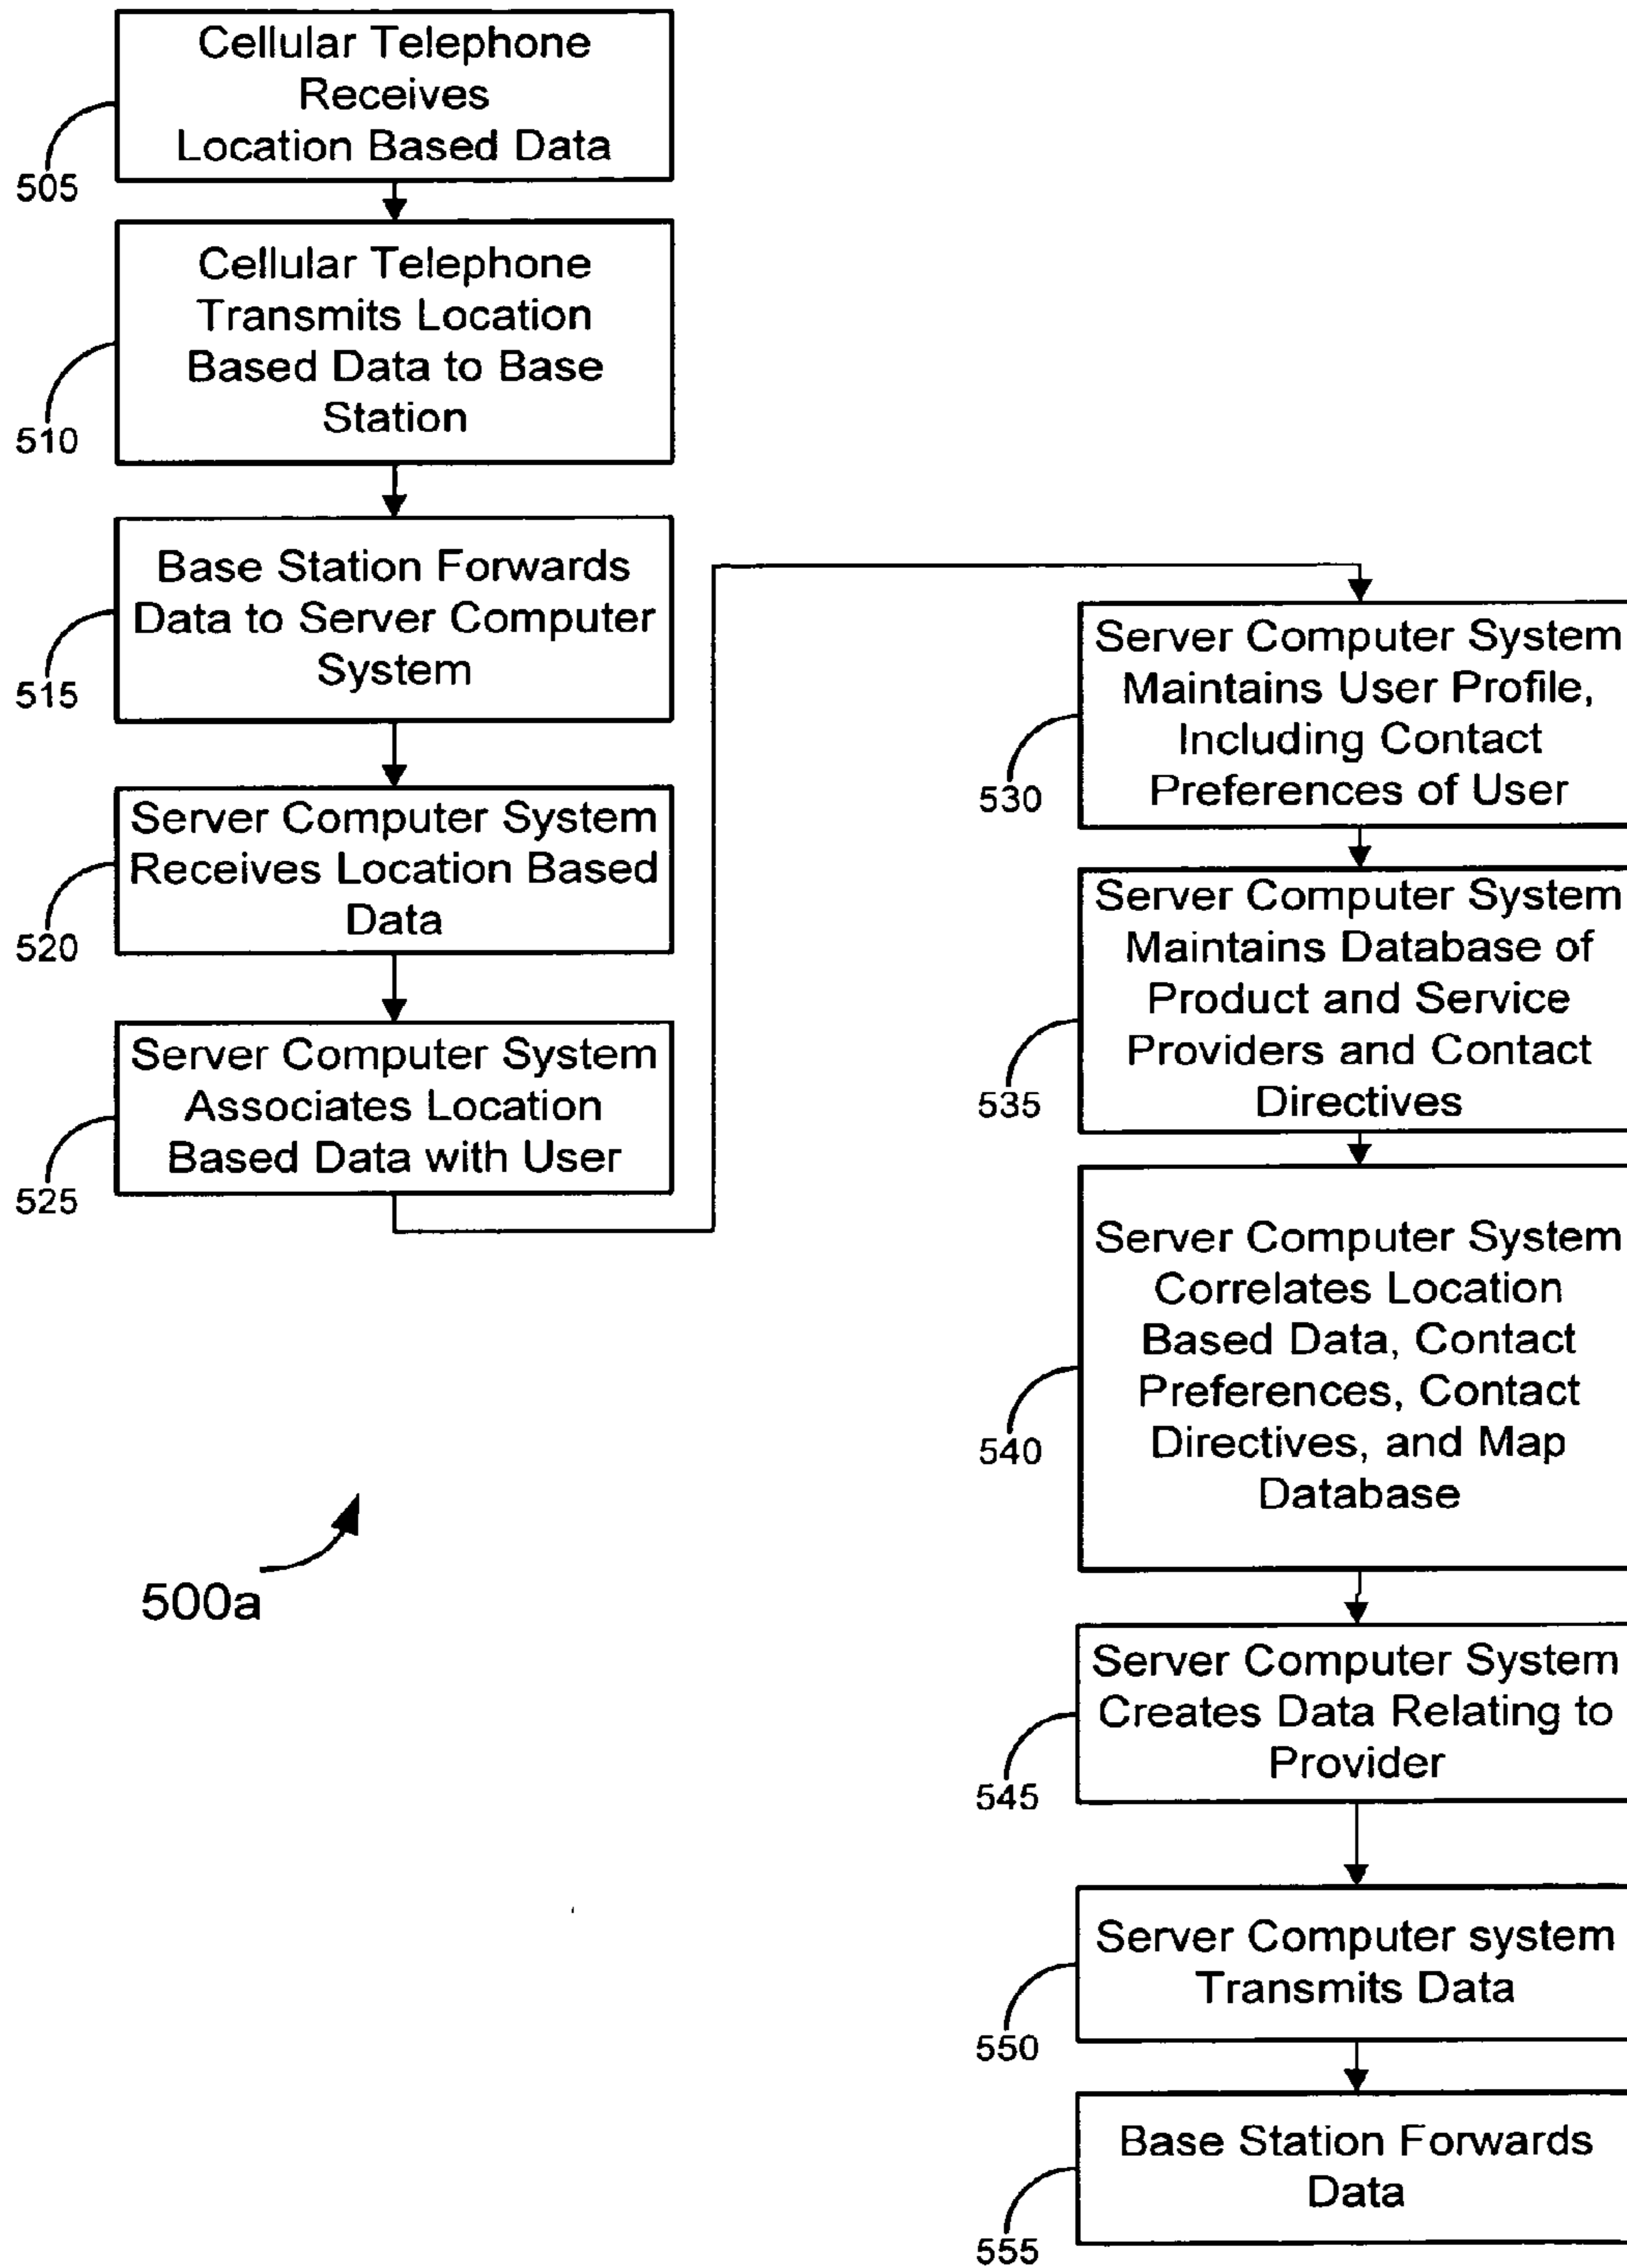 Cellular Telephone
Receives
Location Based Data
505
Cellular Telephone
Transmits Location
Based Data to Base
Station
510
Base Station Forwards
Data to Server Computer
System
515
Server Computer System
Receives Location Based
Data
520
Server Computer System
Associates Location
Based Data with User
525
500a
Server Computer System
Maintains User Profile,
Including Contact
Preferences of User
530
Server Computer System
Maintains Database of
Product and Service
Providers and Contact
Directives
535
Server Computer System
Correlates Location
Based Data, Contact
Preferences, Contact
Directives, and Map
Database
540
Server Computer System
Creates Data Relating to
Provider
545
Server Computer system
Transmits Data
550
Base Station Forwards
Data
555